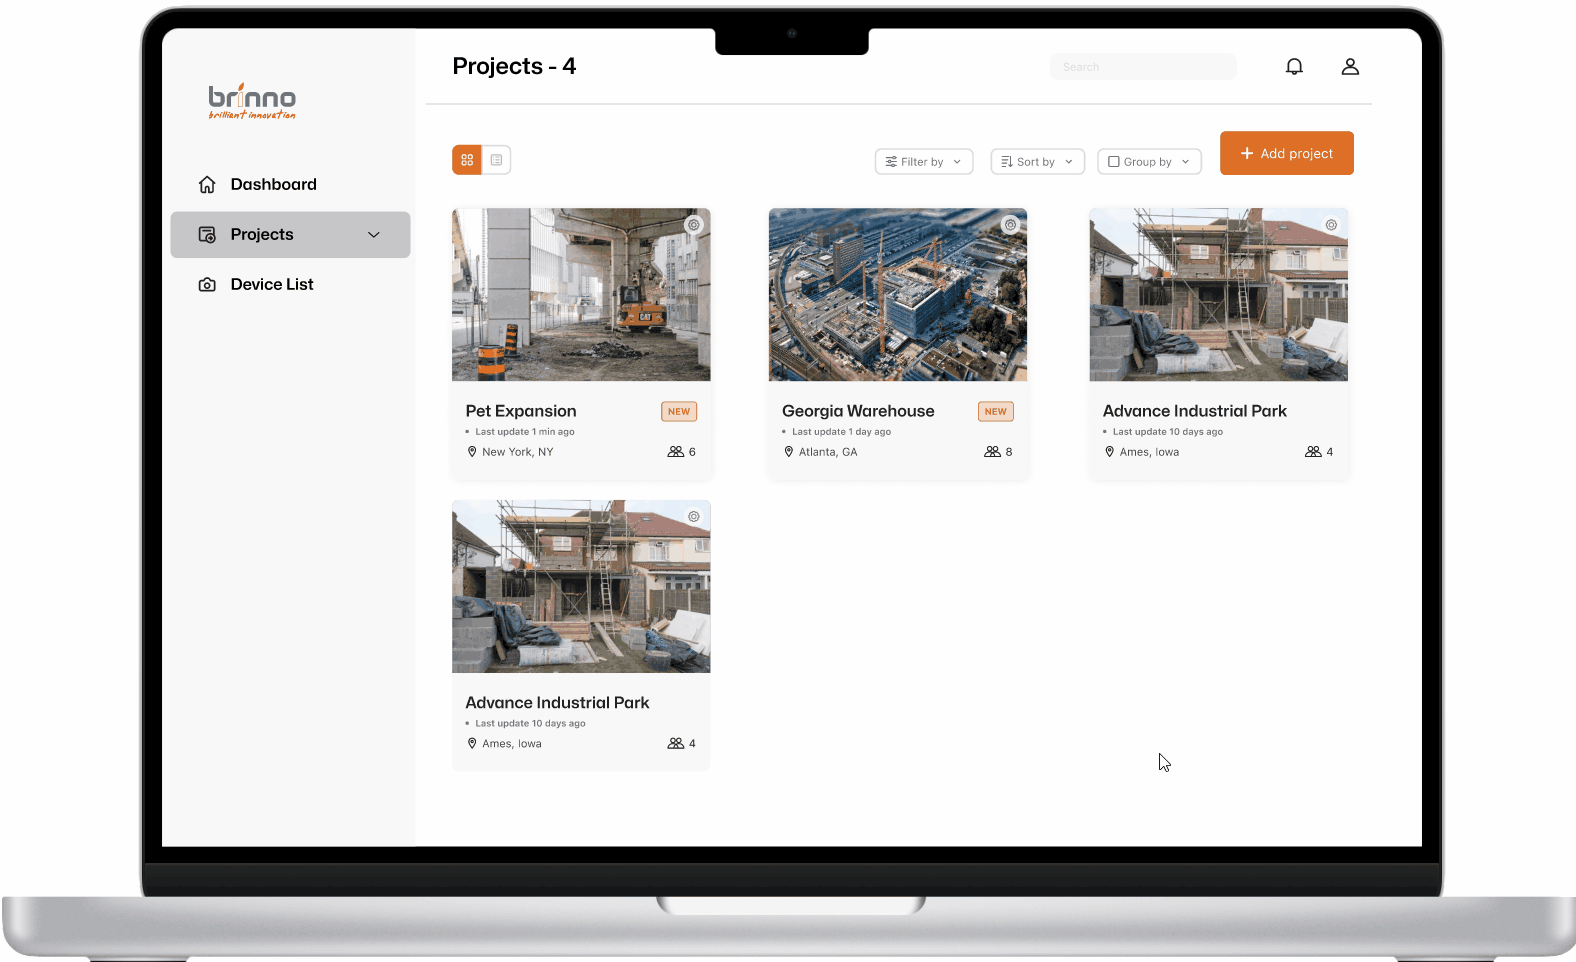 Projects - 4
Search
brinno
brilliant innovation
Dashboard
Projects
Device List
Filter by
Sort by
Group by
+ Add project
CAT
Pet Expansion
NEW
• Last update 1 min ago
New York, NY
6
Georgia Warehouse
NEW
• Last update 1 day ago
Atlanta, GA
8
Advance Industrial Park
• Last update 10 days ago
Ames, Iowa
4
Advance Industrial Park
• Last update 10 days ago
Ames, Iowa
4